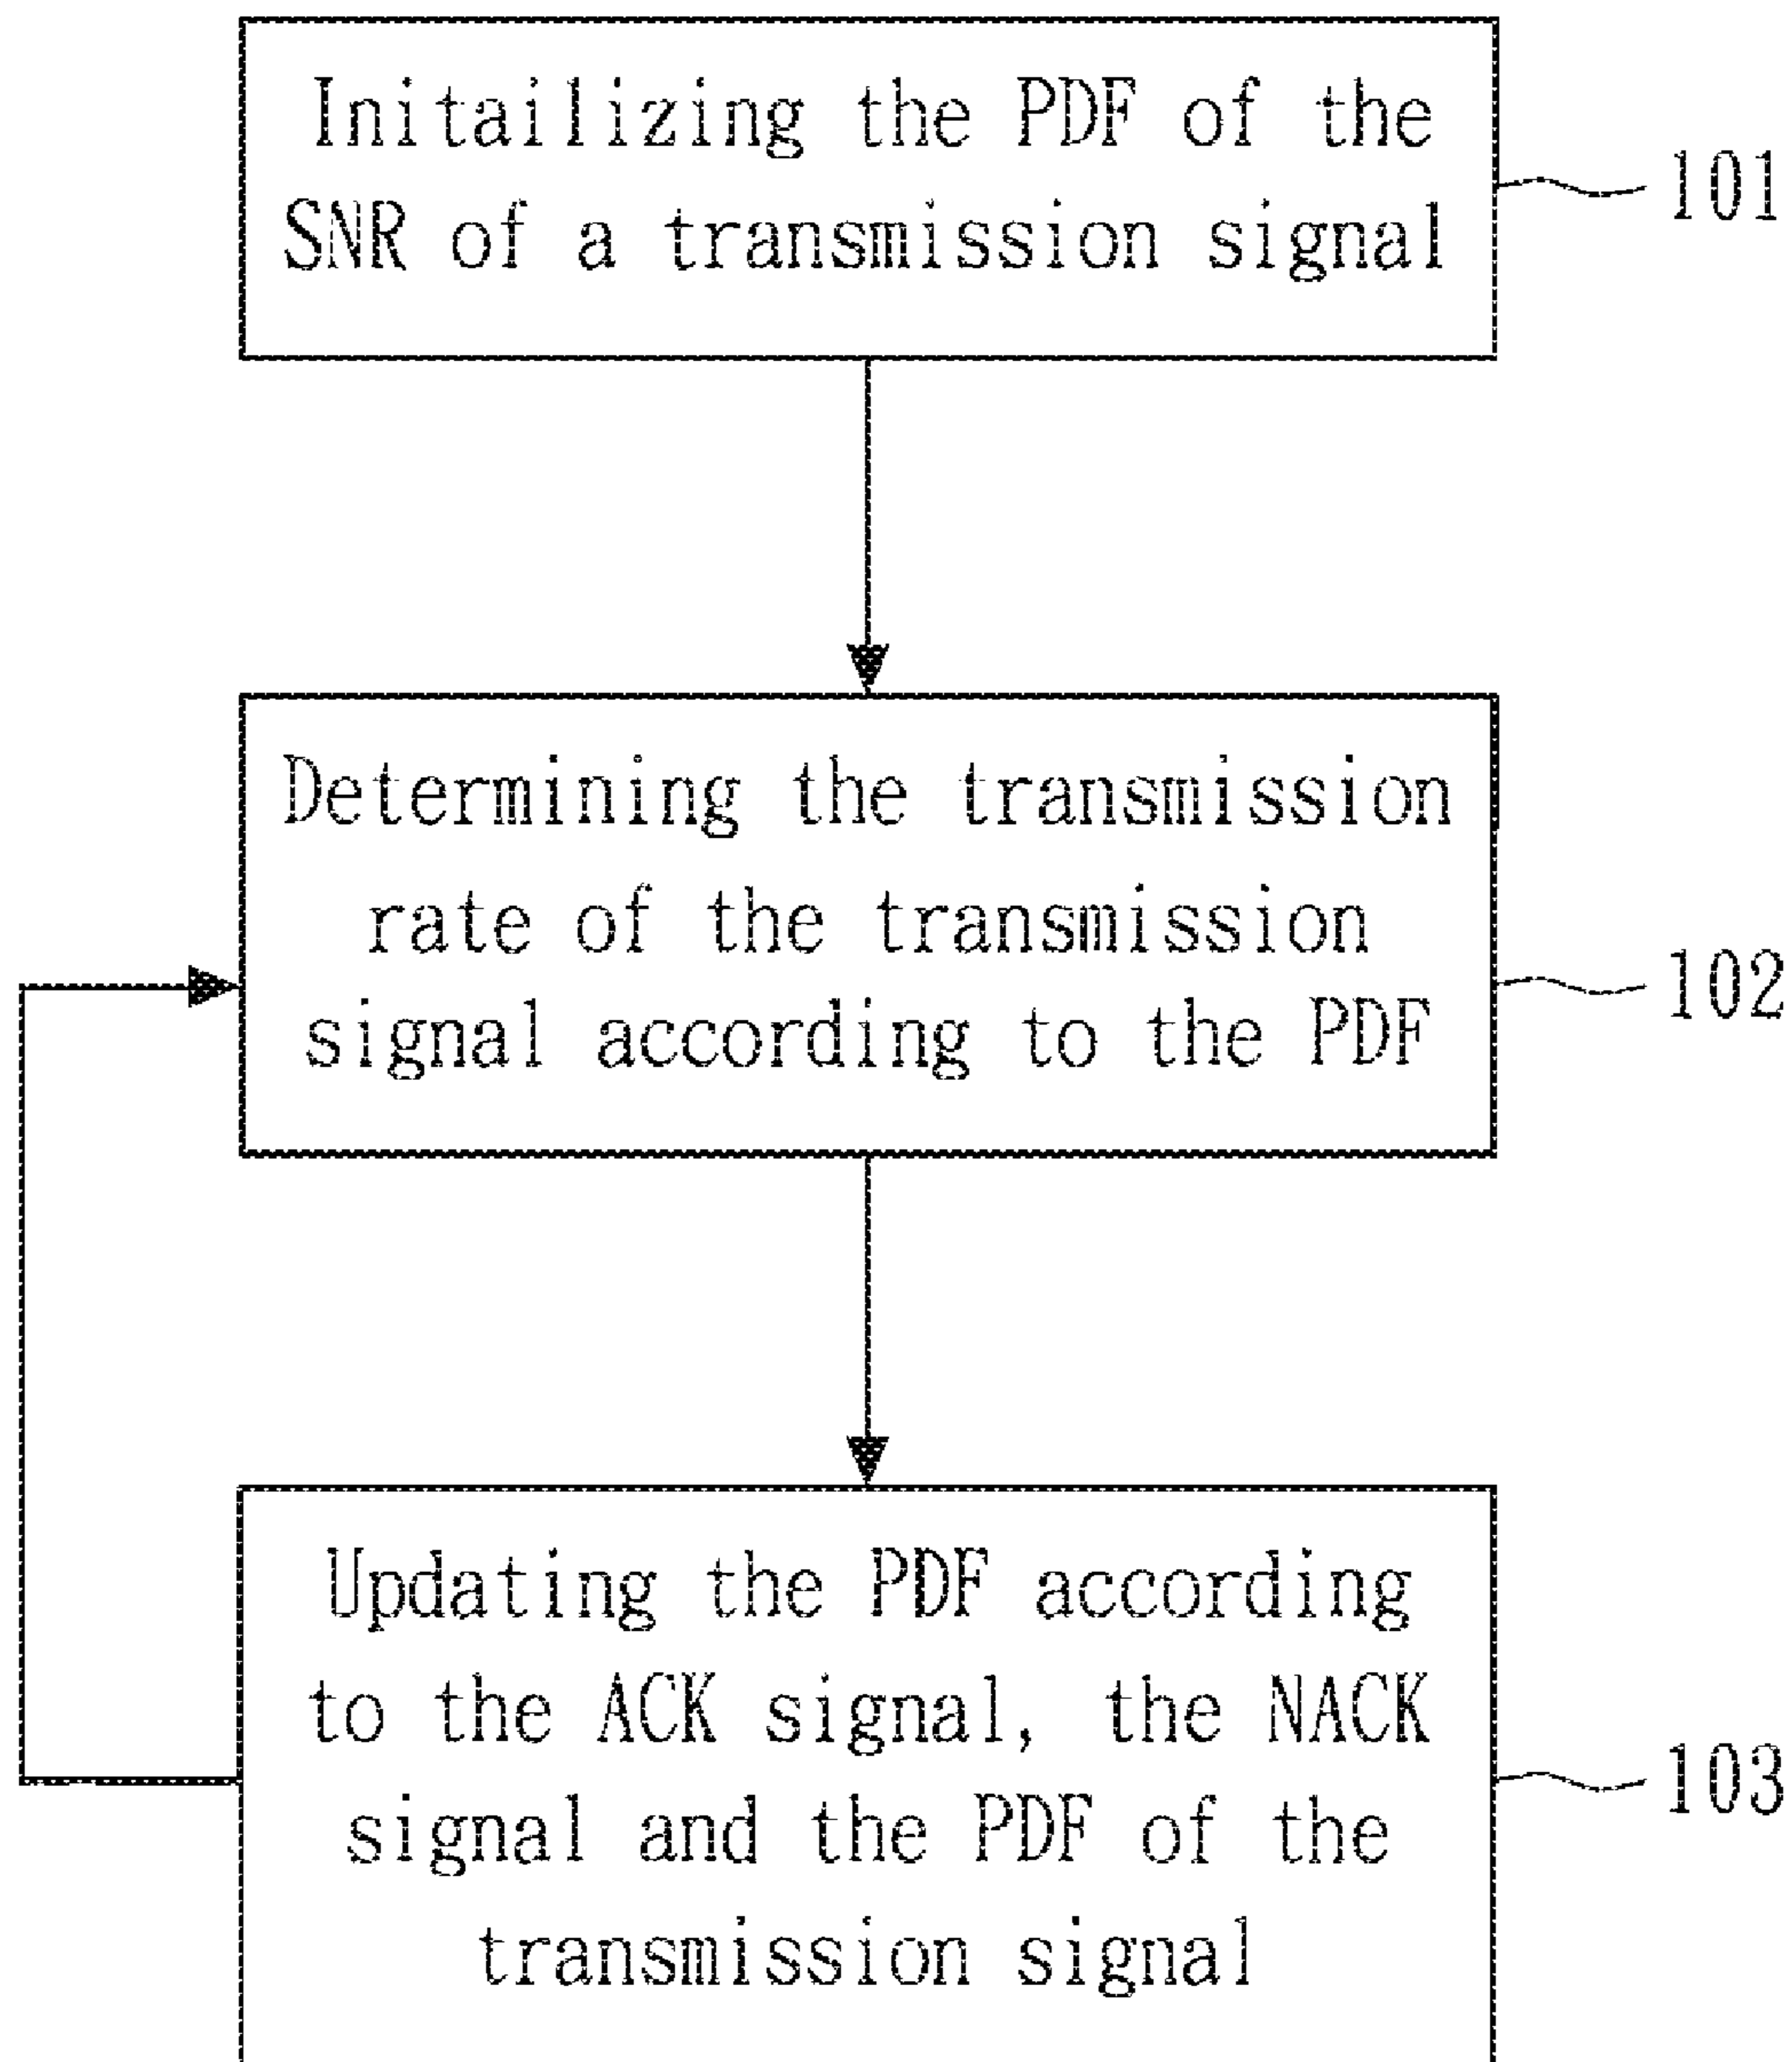 Initailizing the PDF of the
SNR of a transmission signal
101
Determining the transmission
rate of the transmission
signal according to the PDF
102
Updating the PDF according
to the ACK signal, the NACK
signal and the PDF of the
transmission signal
103